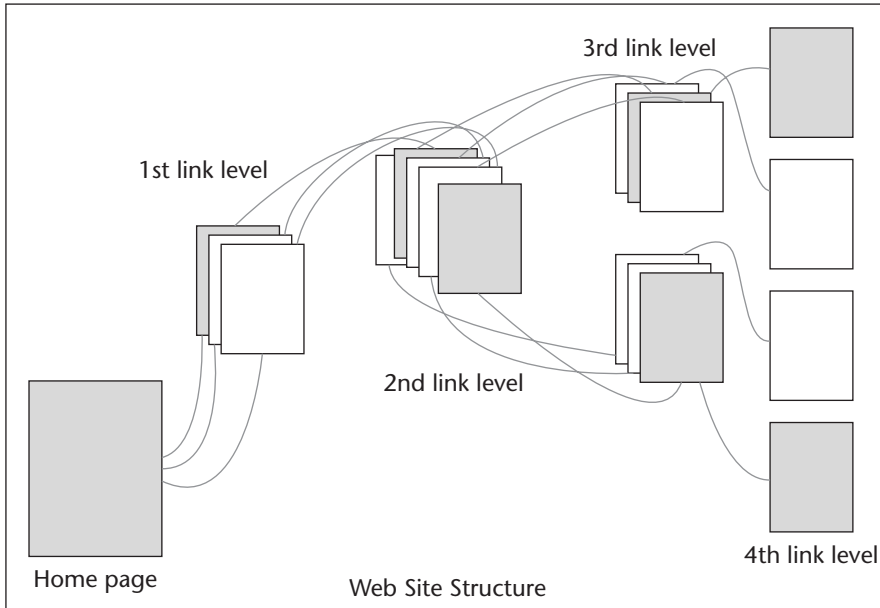 3rd link level
1st link level
2nd link level
4th link level
Home page
Web Site Structure